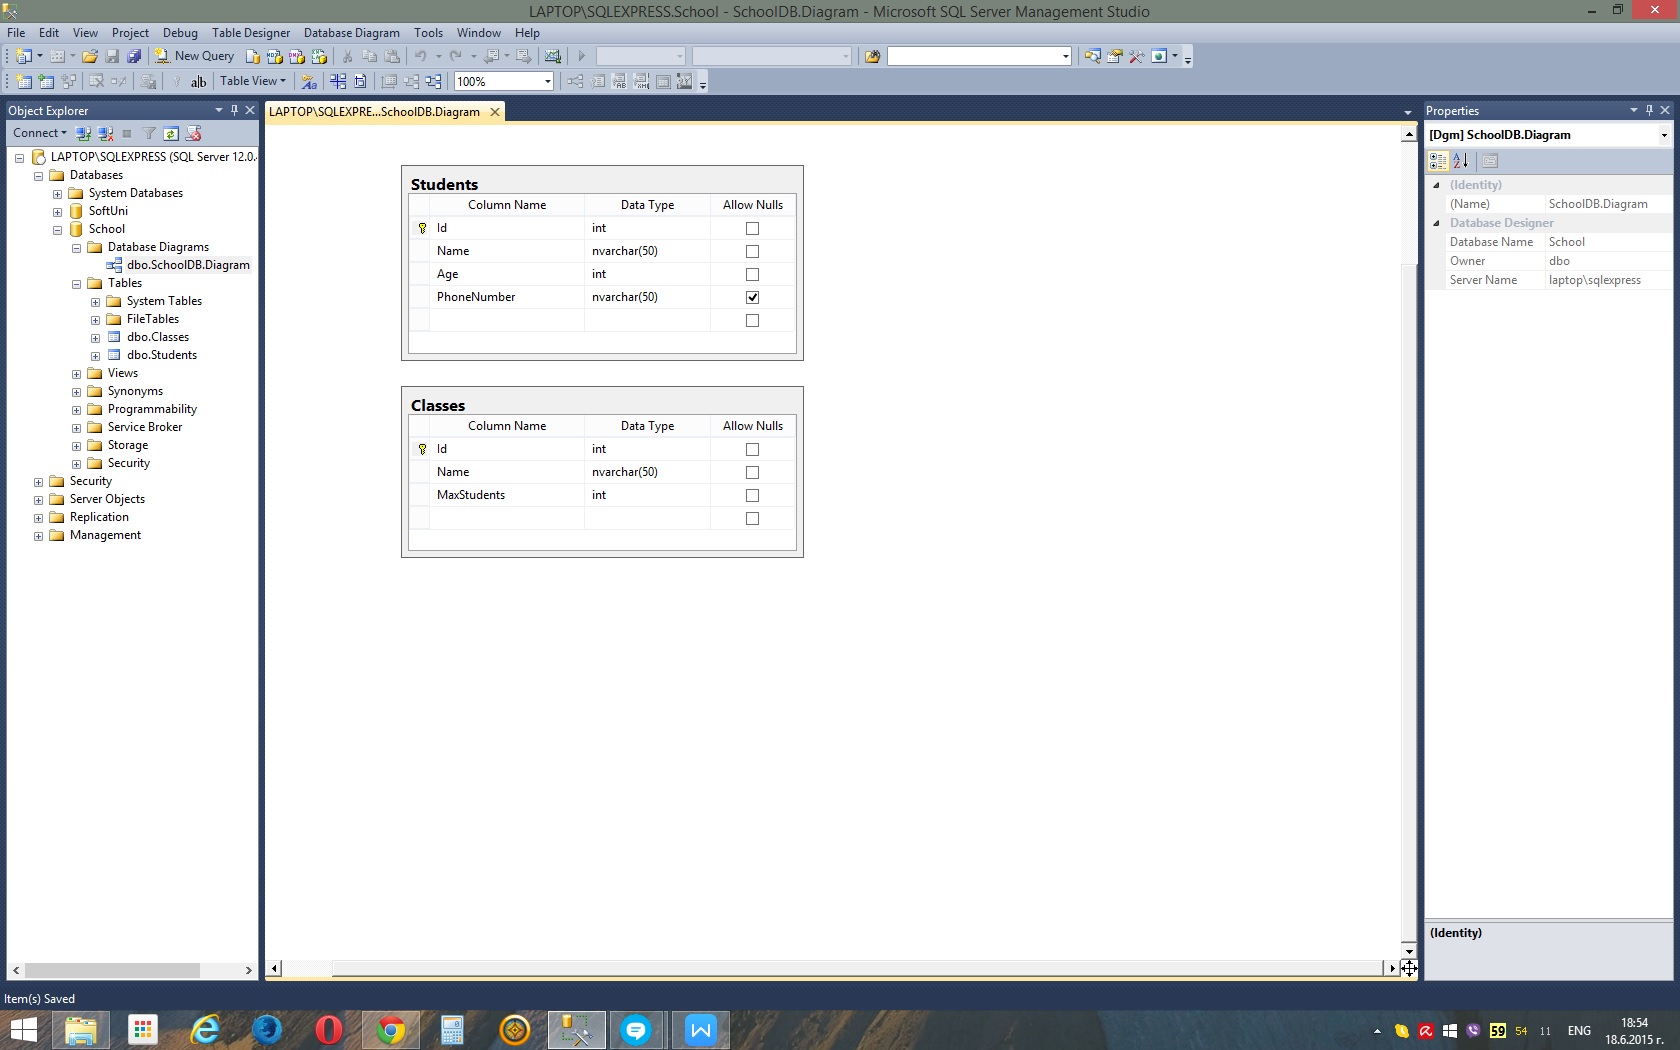 LAPTOP\SQLEXPRESS.School - SchoolDB.Diagram - Microsoft SQL Server Management Studio
File Edit View Project Debug Table Designer Database Diagram Tools Window Help
New Query
Table View 100%
Object Explorer
Connect
LAPTOP\SQLEXPRESS (SQL Server 12.0.
Databases
System Databases
SoftUni
School
Database Diagrams
dbo.SchoolDB.Diagram
Tables
System Tables
FileTables
dbo.Classes
dbo.Students
Views
Synonyms
Programmability
Service Broker
Storage
Security
Security
Server Objects
Replication
Management
LAPTOP\SQLEXPRE...SchoolDB.Diagram
Students
Column Name Data Type Allow Nulls
Id int
Name nvarchar(50)
Age int
PhoneNumber nvarchar(50)
Classes
Column Name Data Type Allow Nulls
Id int
Name nvarchar(50)
MaxStudents int
Properties
[Dgm] SchoolDB.Diagram
(Identity)
(Name) SchoolDB.Diagram
Database Designer
Database Name School
Owner dbo
Server Name laptop\sqlexpress
(Identity)
Item(s) Saved
59 54 11 ENG
18:54
18.6.2015 г.